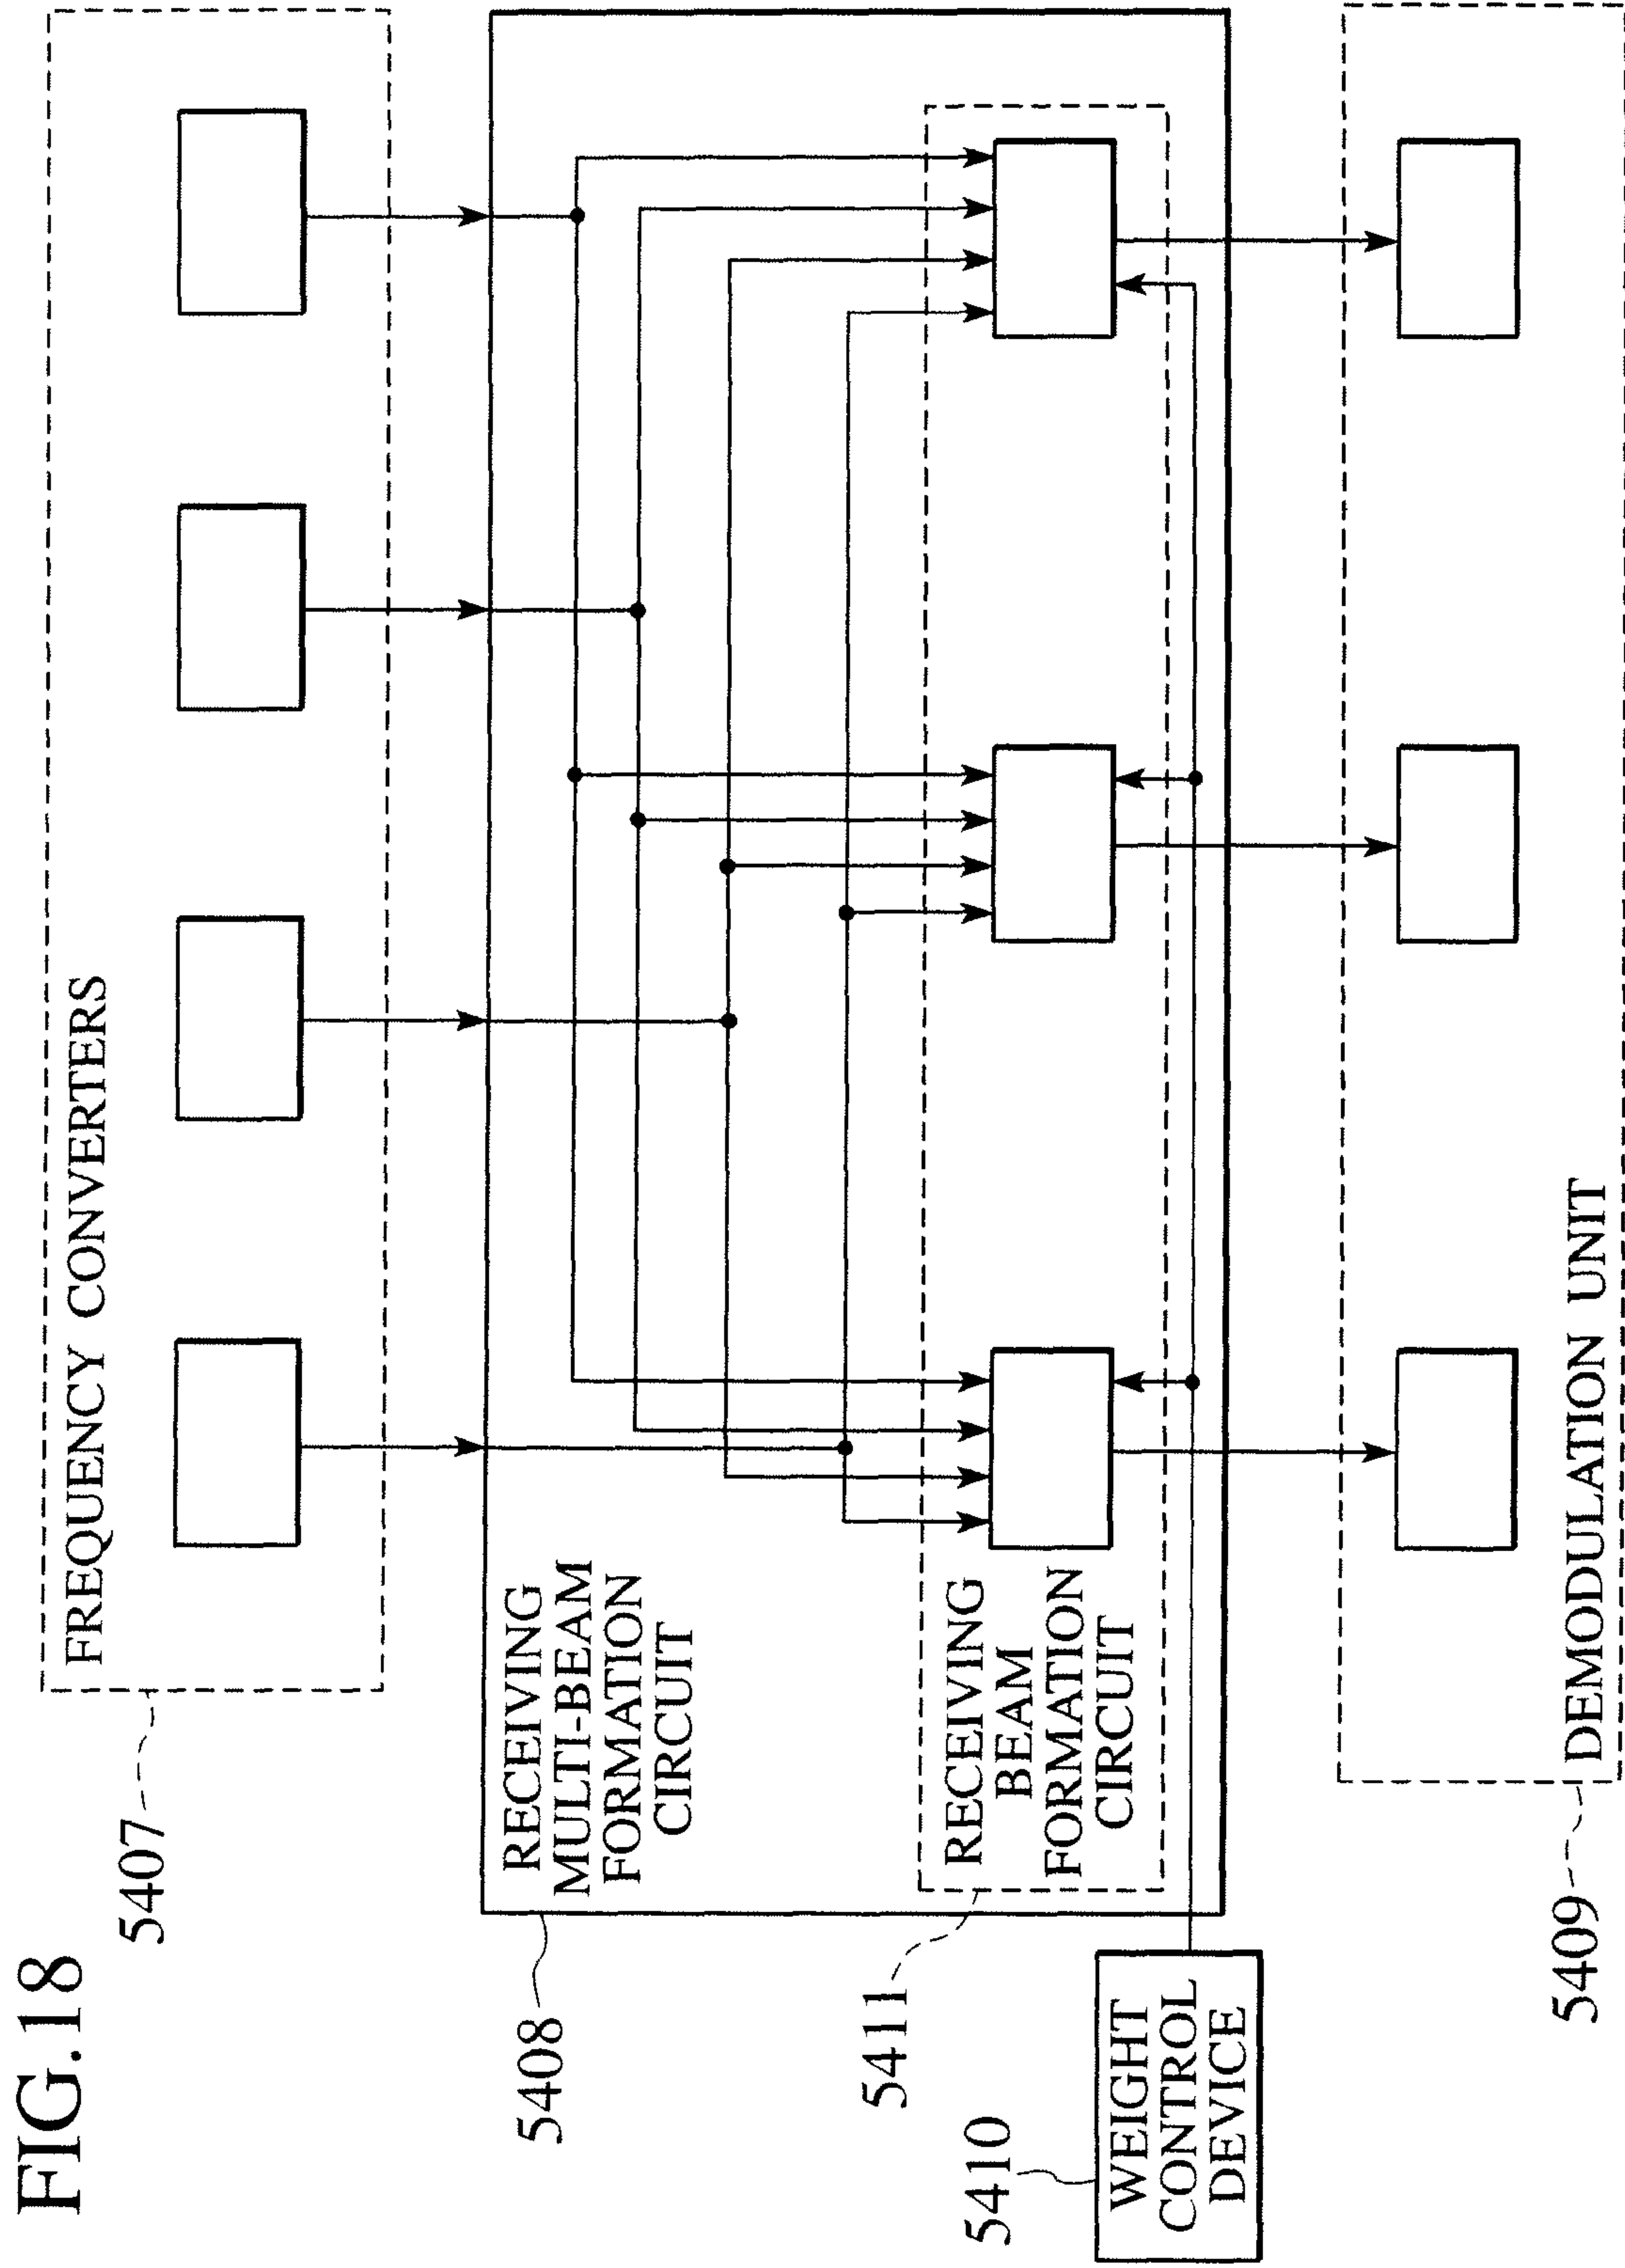 FIG.18
5407
FREQUENCY CONVERTERS
5408
RECEIVING
MULTI-BEAM
FORMATION
CIRCUIT
5411
RECEIVING
BEAM
FORMATION
CIRCUIT
5410
WEIGHT
CONTROL
DEVICE
5409
DEMODULATION UNIT